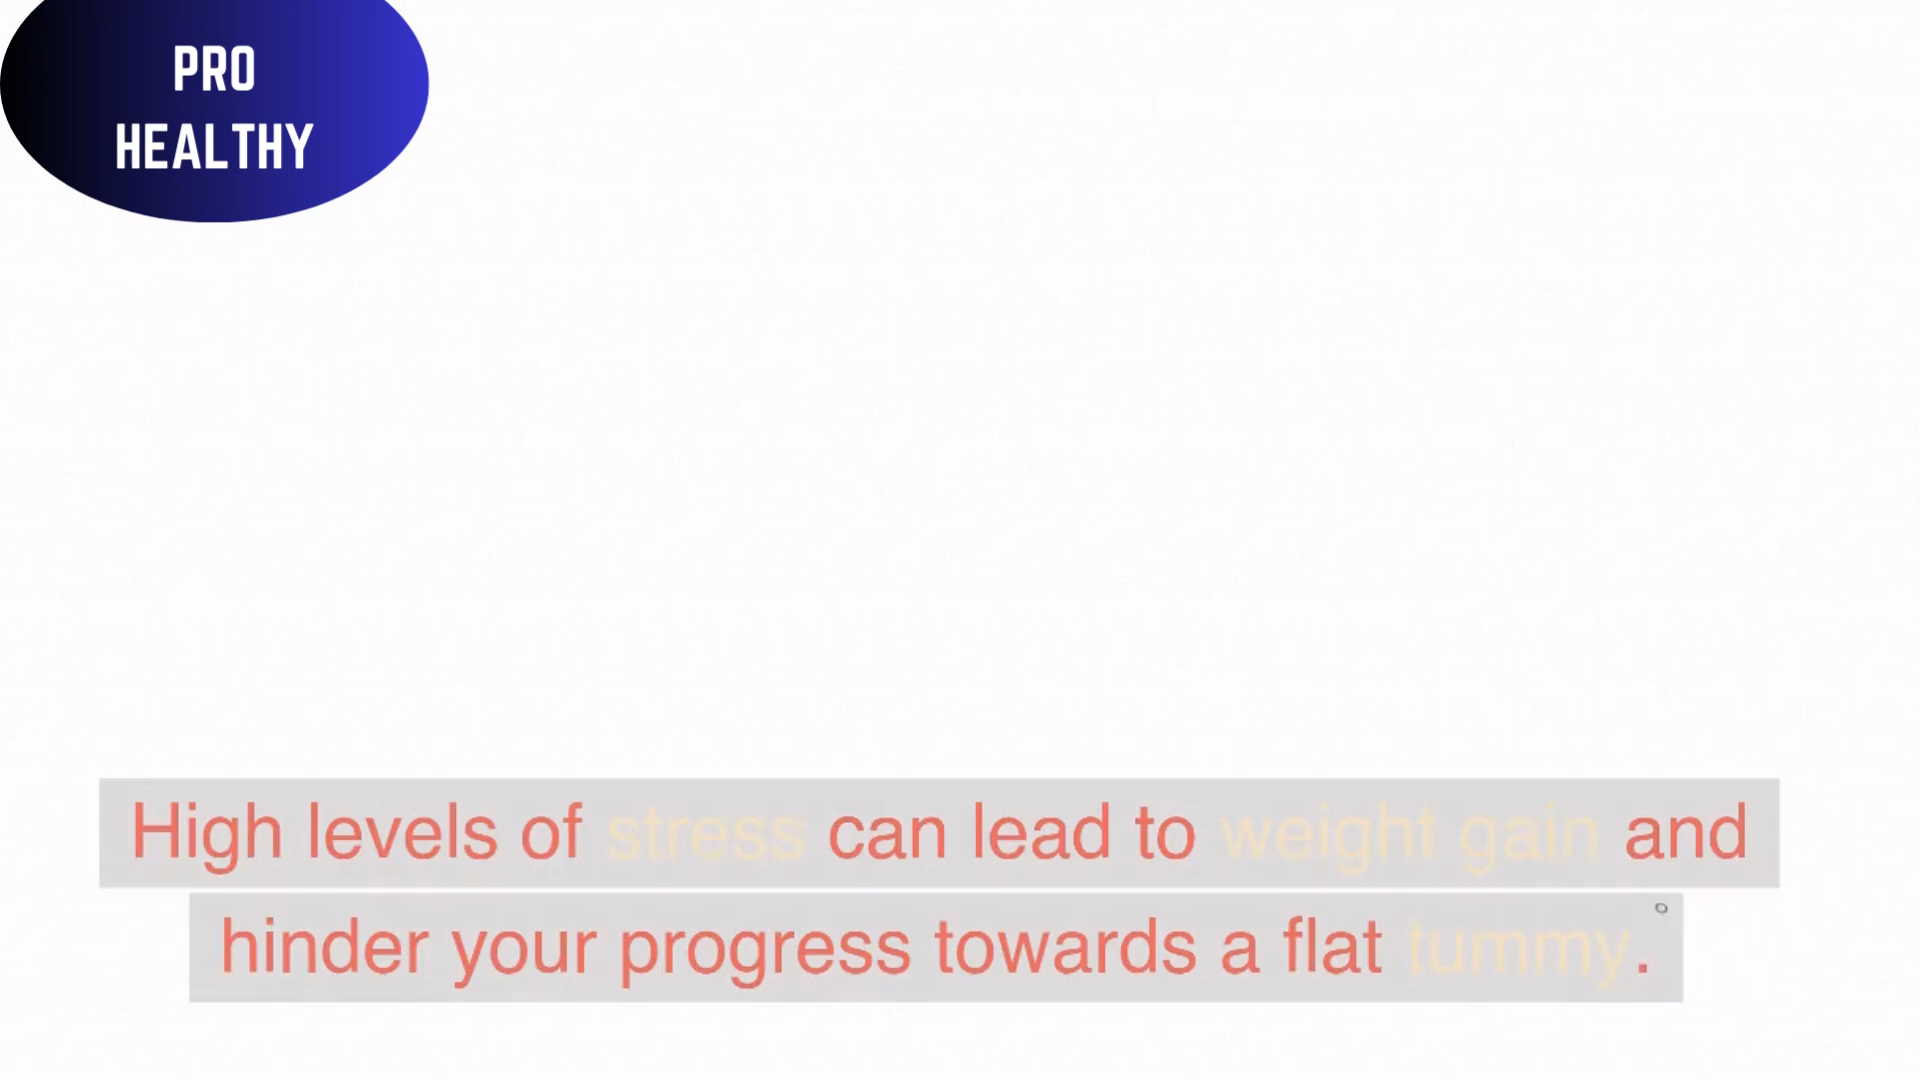 PRO
HEALTHY
High levels of stress can lead to weight gain and
hinder your progress towards a flat tummy.